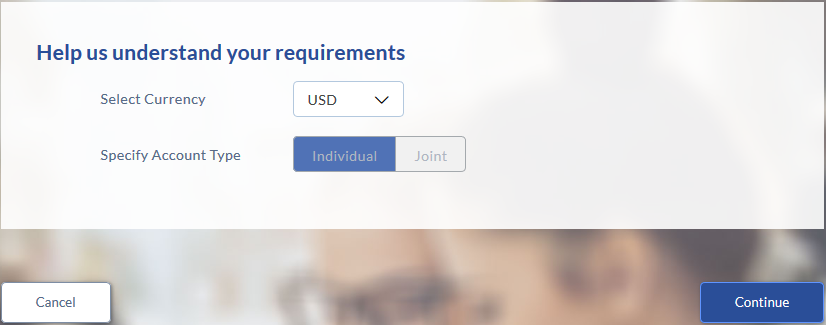 Help us understand your requirements
Select Currency USD
Specify Account Type Individual Joint
Cancel Continue